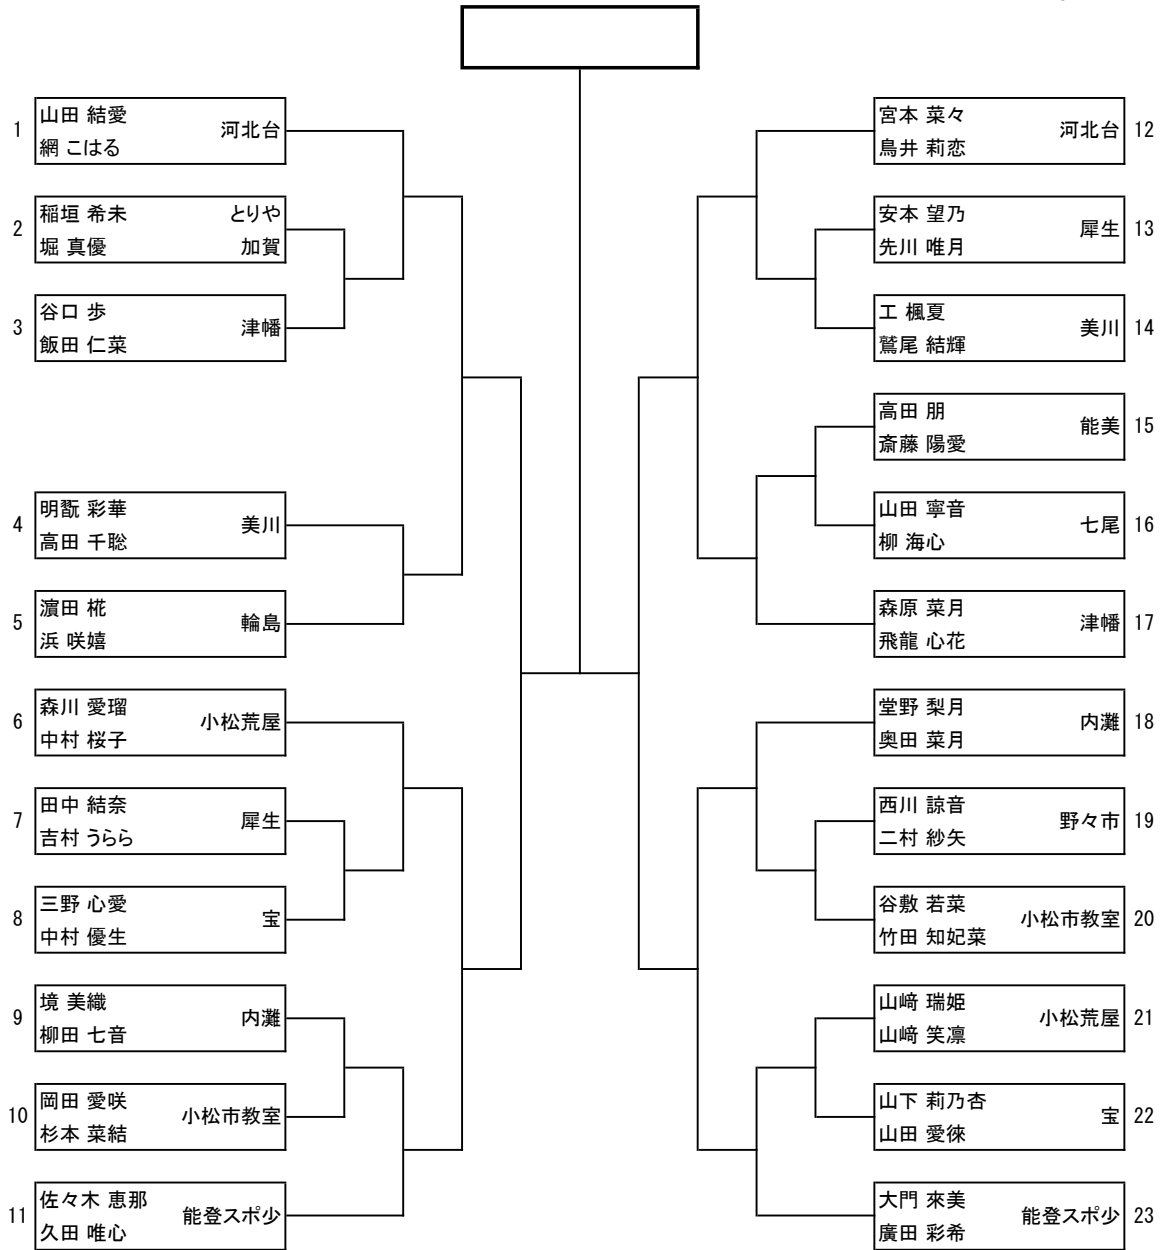 1 山田 結愛 河北台
網 こはる
2 稲垣 希未 とりや
堀 真優 加賀
3 谷口 歩 津幡
飯田 仁菜
4 明翫 彩華 美川
高田 千聡
5 濵田 椛 輪島
浜 咲嬉
6 森川 愛瑠 小松荒屋
中村 桜子
7 田中 結奈 犀生
吉村 うらら
8 三野 心愛 宝
中村 優生
9 境 美織 内灘
柳田 七音
10 岡田 愛咲 小松市教室
杉本 菜結
11 佐々木 恵那 能登スポ少
久田 唯心
宮本 菜々 河北台 12
鳥井 莉恋
安本 望乃 犀生 13
先川 唯月
工 楓夏 美川 14
鷲尾 結輝
高田 朋 能美 15
斎藤 陽愛
山田 寧音 七尾 16
柳 海心
森原 菜月 津幡 17
飛龍 心花
堂野 梨月 内灘 18
奥田 菜月
西川 諒音 野々市 19
二村 紗矢
谷敷 若菜 小松市教室 20
竹田 知妃菜
山﨑 瑞姫 小松荒屋 21
山﨑 笑凛
山下 莉乃杏 宝 22
山田 愛徠
大門 來美 能登スポ少 23
廣田 彩希